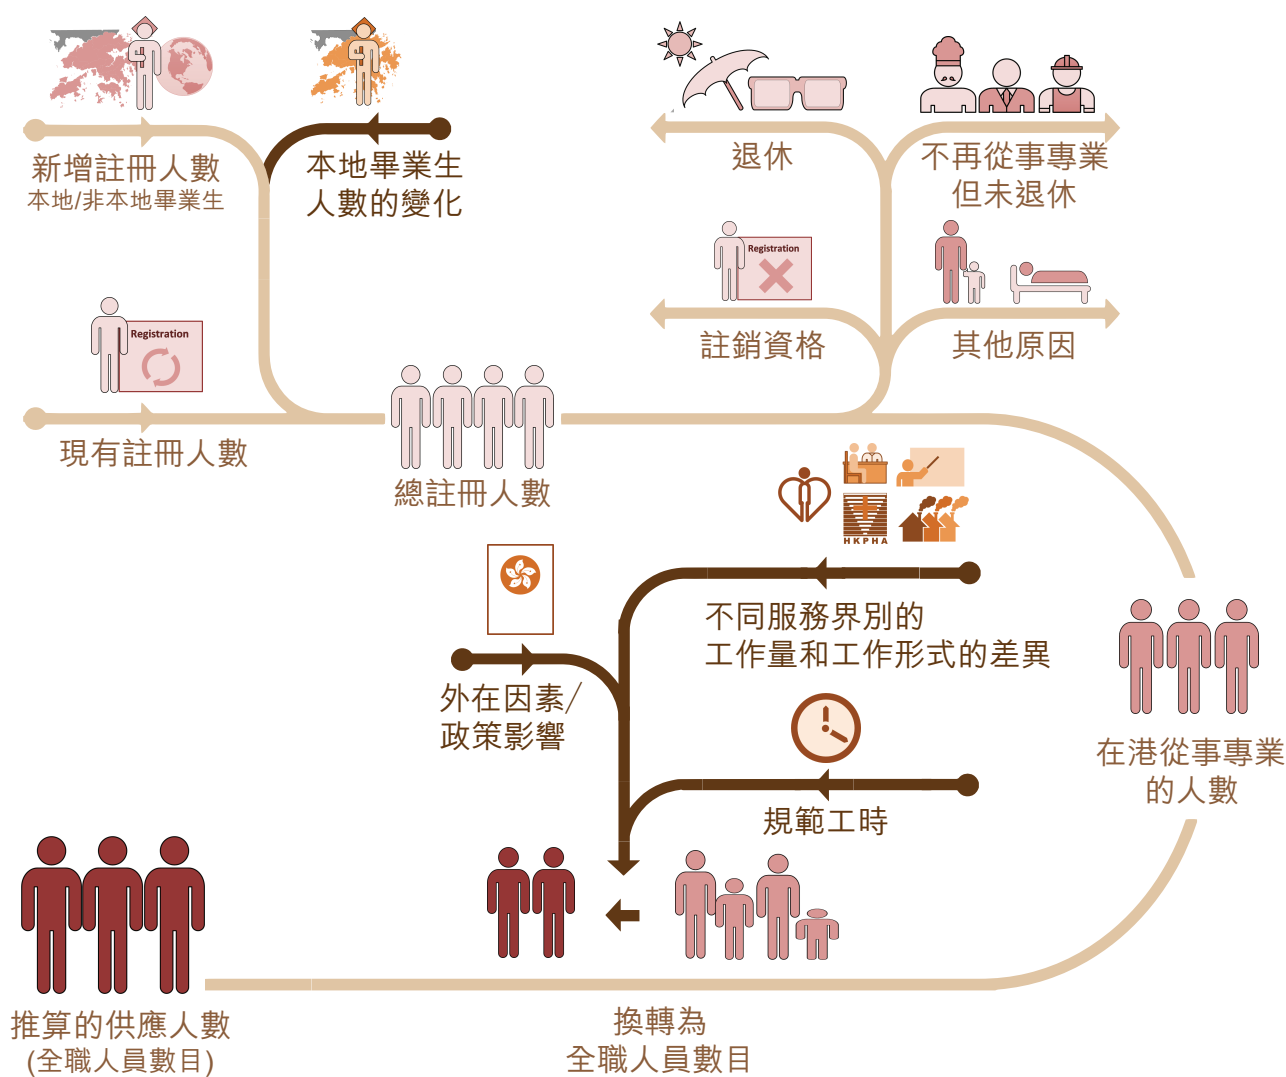 新增註冊人數
本地/非本地畢業生
本地畢業生
人數的變化
退休
不再從事專業
但未退休
Registration
註銷資格
其他原因
Registration
現有註冊人數
總註冊人數
HKPHA
不同服務界別的
工作量和工作形式的差異
外在因素/
政策影響
規範工時
在港從事專業
的人數
推算的供應人數
(全職人員數目)
換轉為
全職人員數目